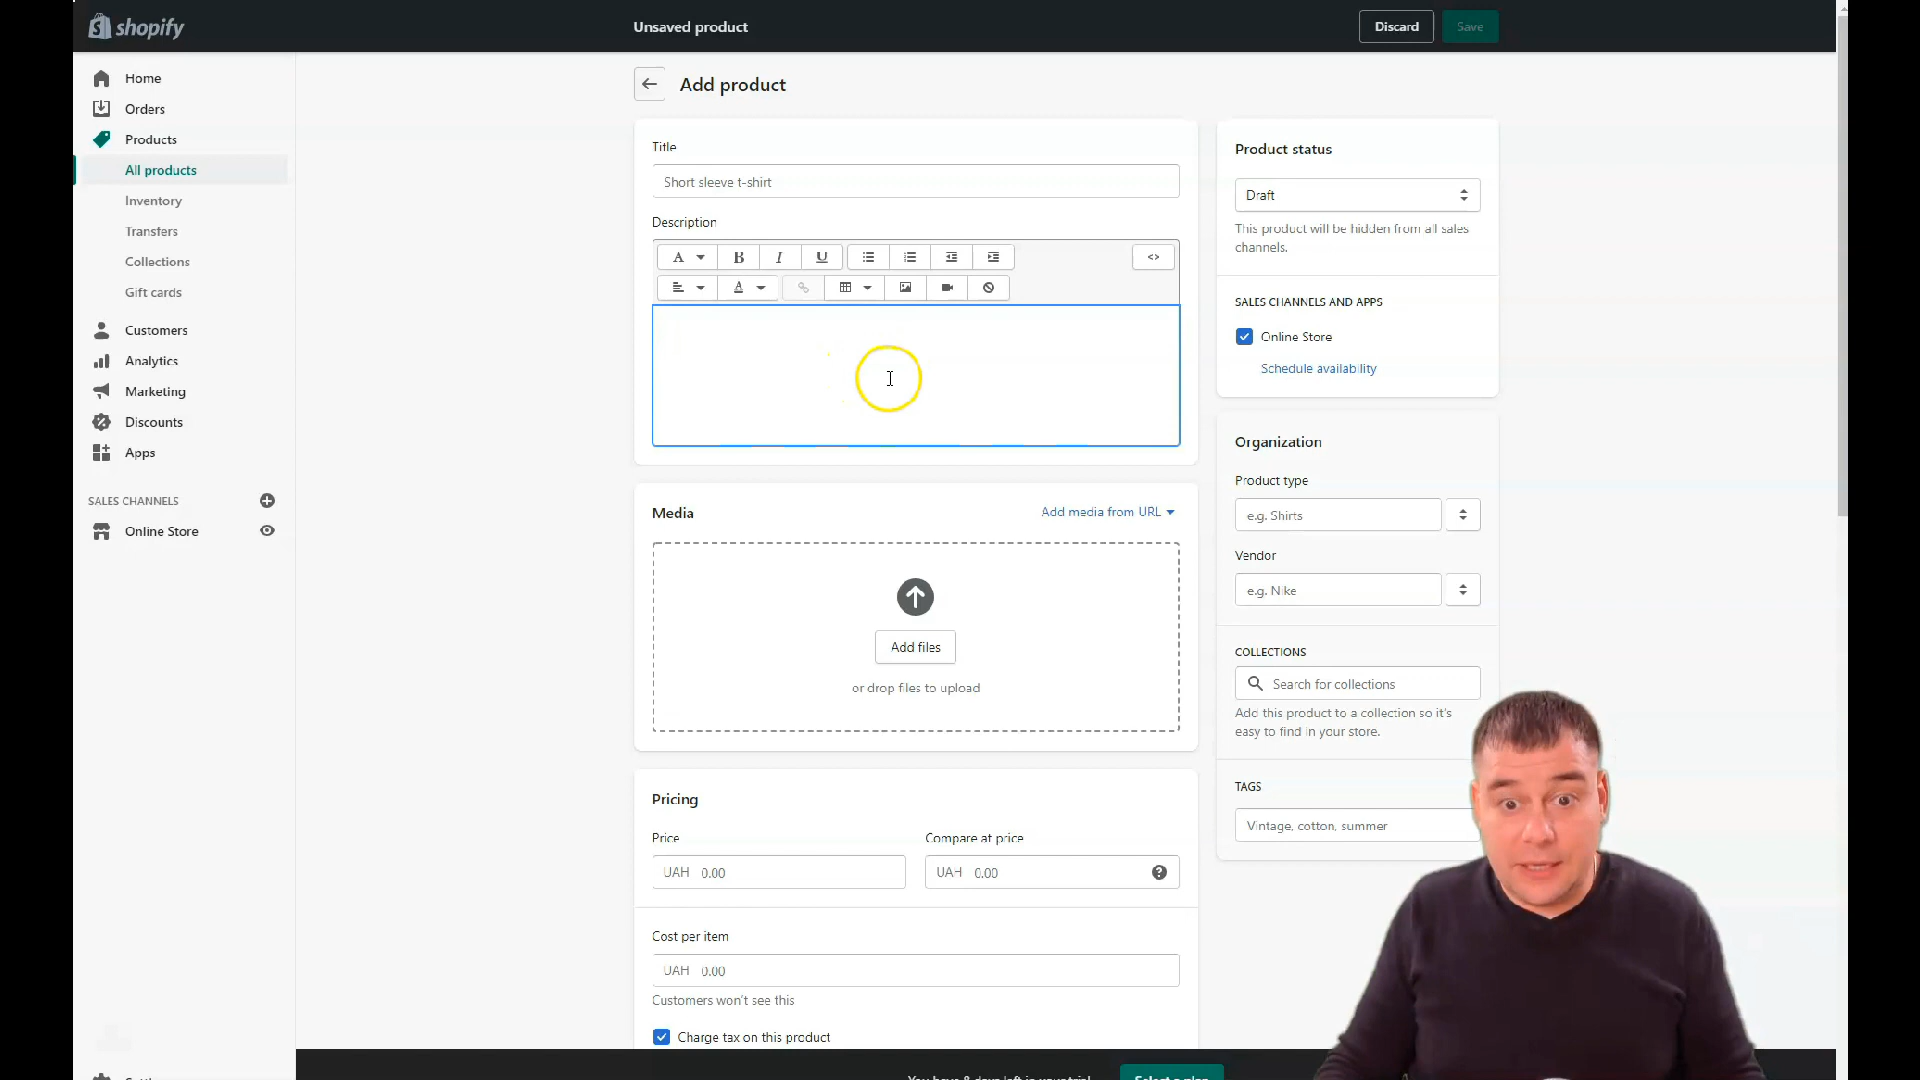 shopify
Unsaved product
Discard
Save
Home
Orders
Products
All products
Inventory
Transfers
Collections
Gift cards
Customers
Analytics
Marketing
Discounts
Apps
SALES CHANNELS
Online Store
Add product
Title
Short sleeve t-shirt
Description
A
B
I
U
<>
A
Media
Add media from URL
Add files
or drop files to upload
Pricing
Price
Compare at price
UAH 0.00
UAH 0.00
?
Cost per item
UAH 0.00
Customers won't see this
Charge tax on this product
Product status
Draft
This product will be hidden from all sales
channels.
SALES CHANNELS AND APPS
Online Store
Schedule availability
Organization
Product type
e.g. Shirts
Vendor
e.g. Nike
COLLECTIONS
Search for collections
Add this product to a collection so it's
easy to find in your store.
TAGS
Vintage, cotton, summer